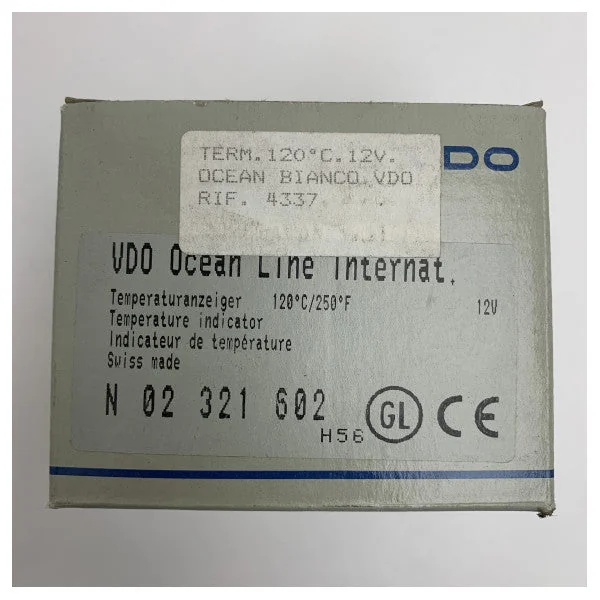 TERM.120°C.12V.
OCEAN BIANCO VDO
RIF. 4337
DO
VDO Ocean Line Internat.
Temperaturanzeiger 120°C/250°F 12V
Temperature indicator
Indicateur de température
Swiss made
N 02 321 602
H56
GL CE